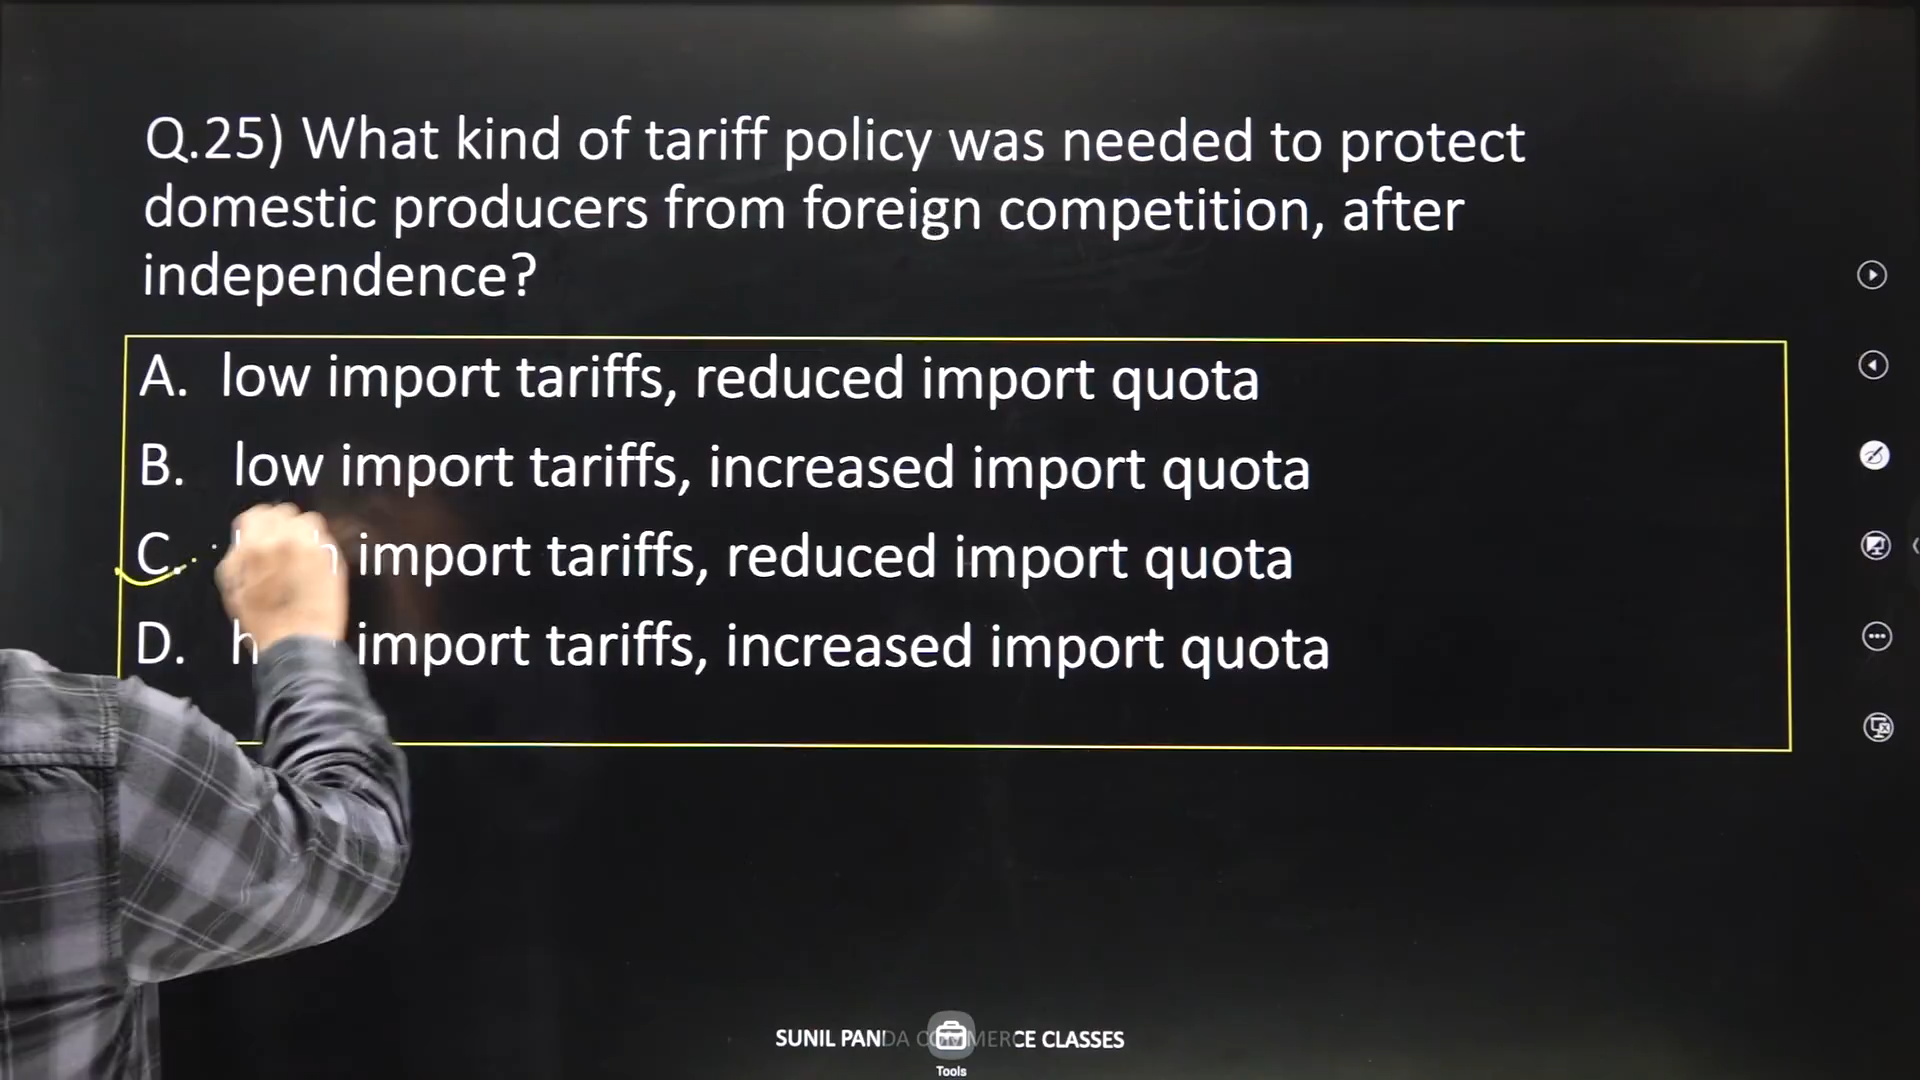 Q.25) What kind of tariff policy was needed to protect
domestic producers from foreign competition, after
independence?
A. low import tariffs, reduced import quota
B. low import tariffs, increased import quota
C. import tariffs, reduced import quota
D. import tariffs, increased import quota
SUNIL PANDA COMMERCE CLASSES
Tools